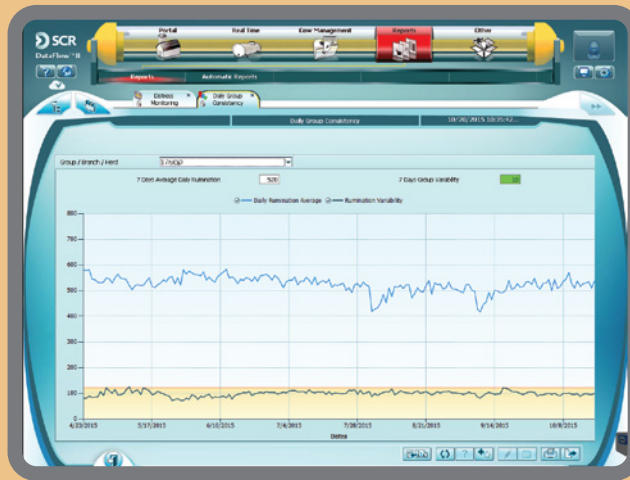 SCR
DataFlow™ II
Portal
Real Time
Cow Management
Reports
Other
Reports
Automatic Reports
Distress Monitoring
Daily Group Consistency
Daily Group Consistency
Group / Branch / Herd
7 Days Average Daily Rumination
520
7 Days Group Variability
Daily Rumination Average
Rumination Variability
800
700
600
500
400
300
200
100
0
4/23/2015
5/17/2015
6/10/2015
7/4/2015
7/28/2015
8/21/2015
9/14/2015
10/8/2015
Dates